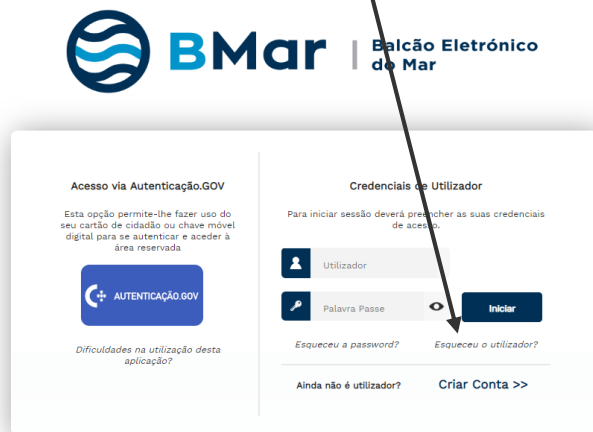 BMar | Balcão Eletrónico
do Mar
Acesso via Autenticação.GOV
Esta opção permite-lhe fazer uso do
seu cartão de cidadão ou chave móvel
digital para se autenticar e aceder à
área reservada
AUTENTICAÇÃO.GOV
Dificuldades na utilização desta
aplicação?
Credenciais de Utilizador
Para iniciar sessão deverá preencher as suas credenciais
de acesso.
Utilizador
Palavra Passe
Iniciar
Esqueceu a password? Esqueceu o utilizador?
Ainda não é utilizador? Criar Conta >>